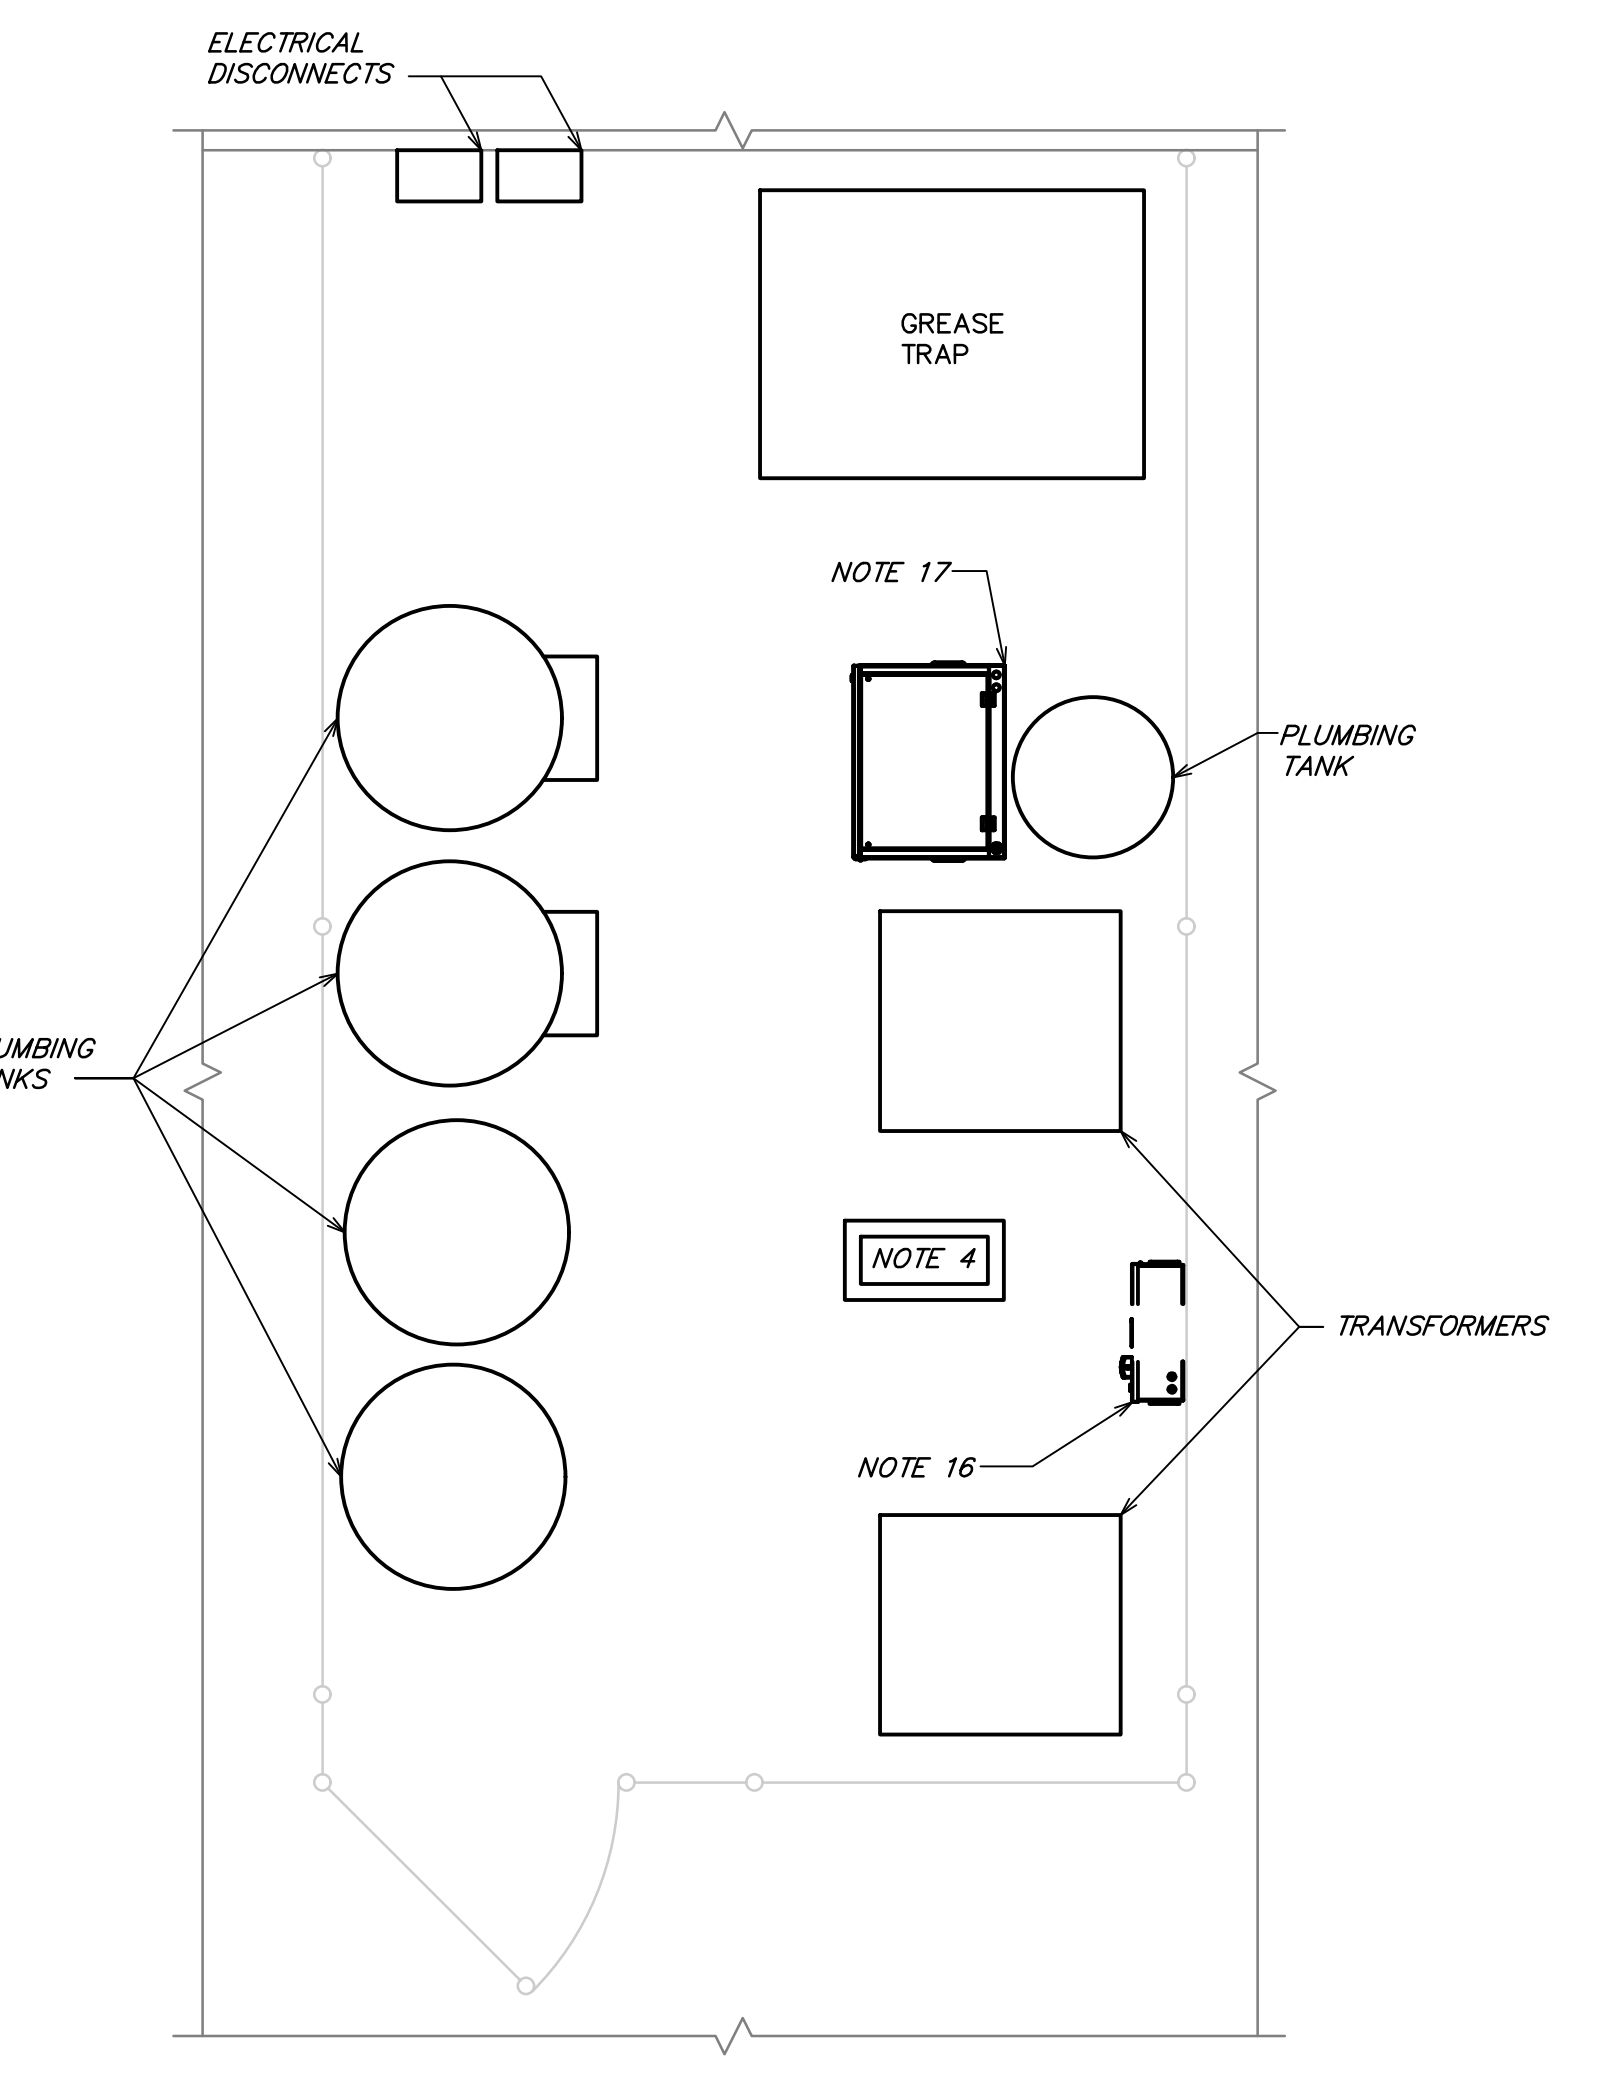 ELECTRICAL
DISCONNECTS
GREASE
TRAP
NOTE 17
PLUMBING
TANK
UMBING
NKS
NOTE 4
TRANSFORMERS
NOTE 16